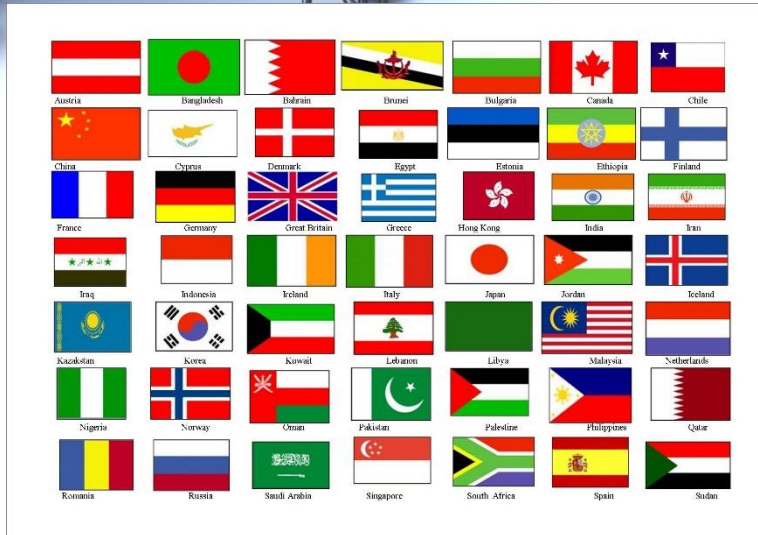 Austria Bangladesh Bahrain Brunei Bulgaria Canada Chile
China Cyprus Denmark Egypt Estonia Ethiopia Finland
France Germany Great Britain Greece Hong Kong India Iran
Iraq Indonesia Ireland Italy Japan Jordan Iceland
Kazakstan Korea Kuwait Lebanon Libya Malaysia Netherlands
Nigeria Norway Oman Pakistan Palestine Philippines Qatar
Romania Russia Saudi Arabia Singapore South Africa Spain Sudan